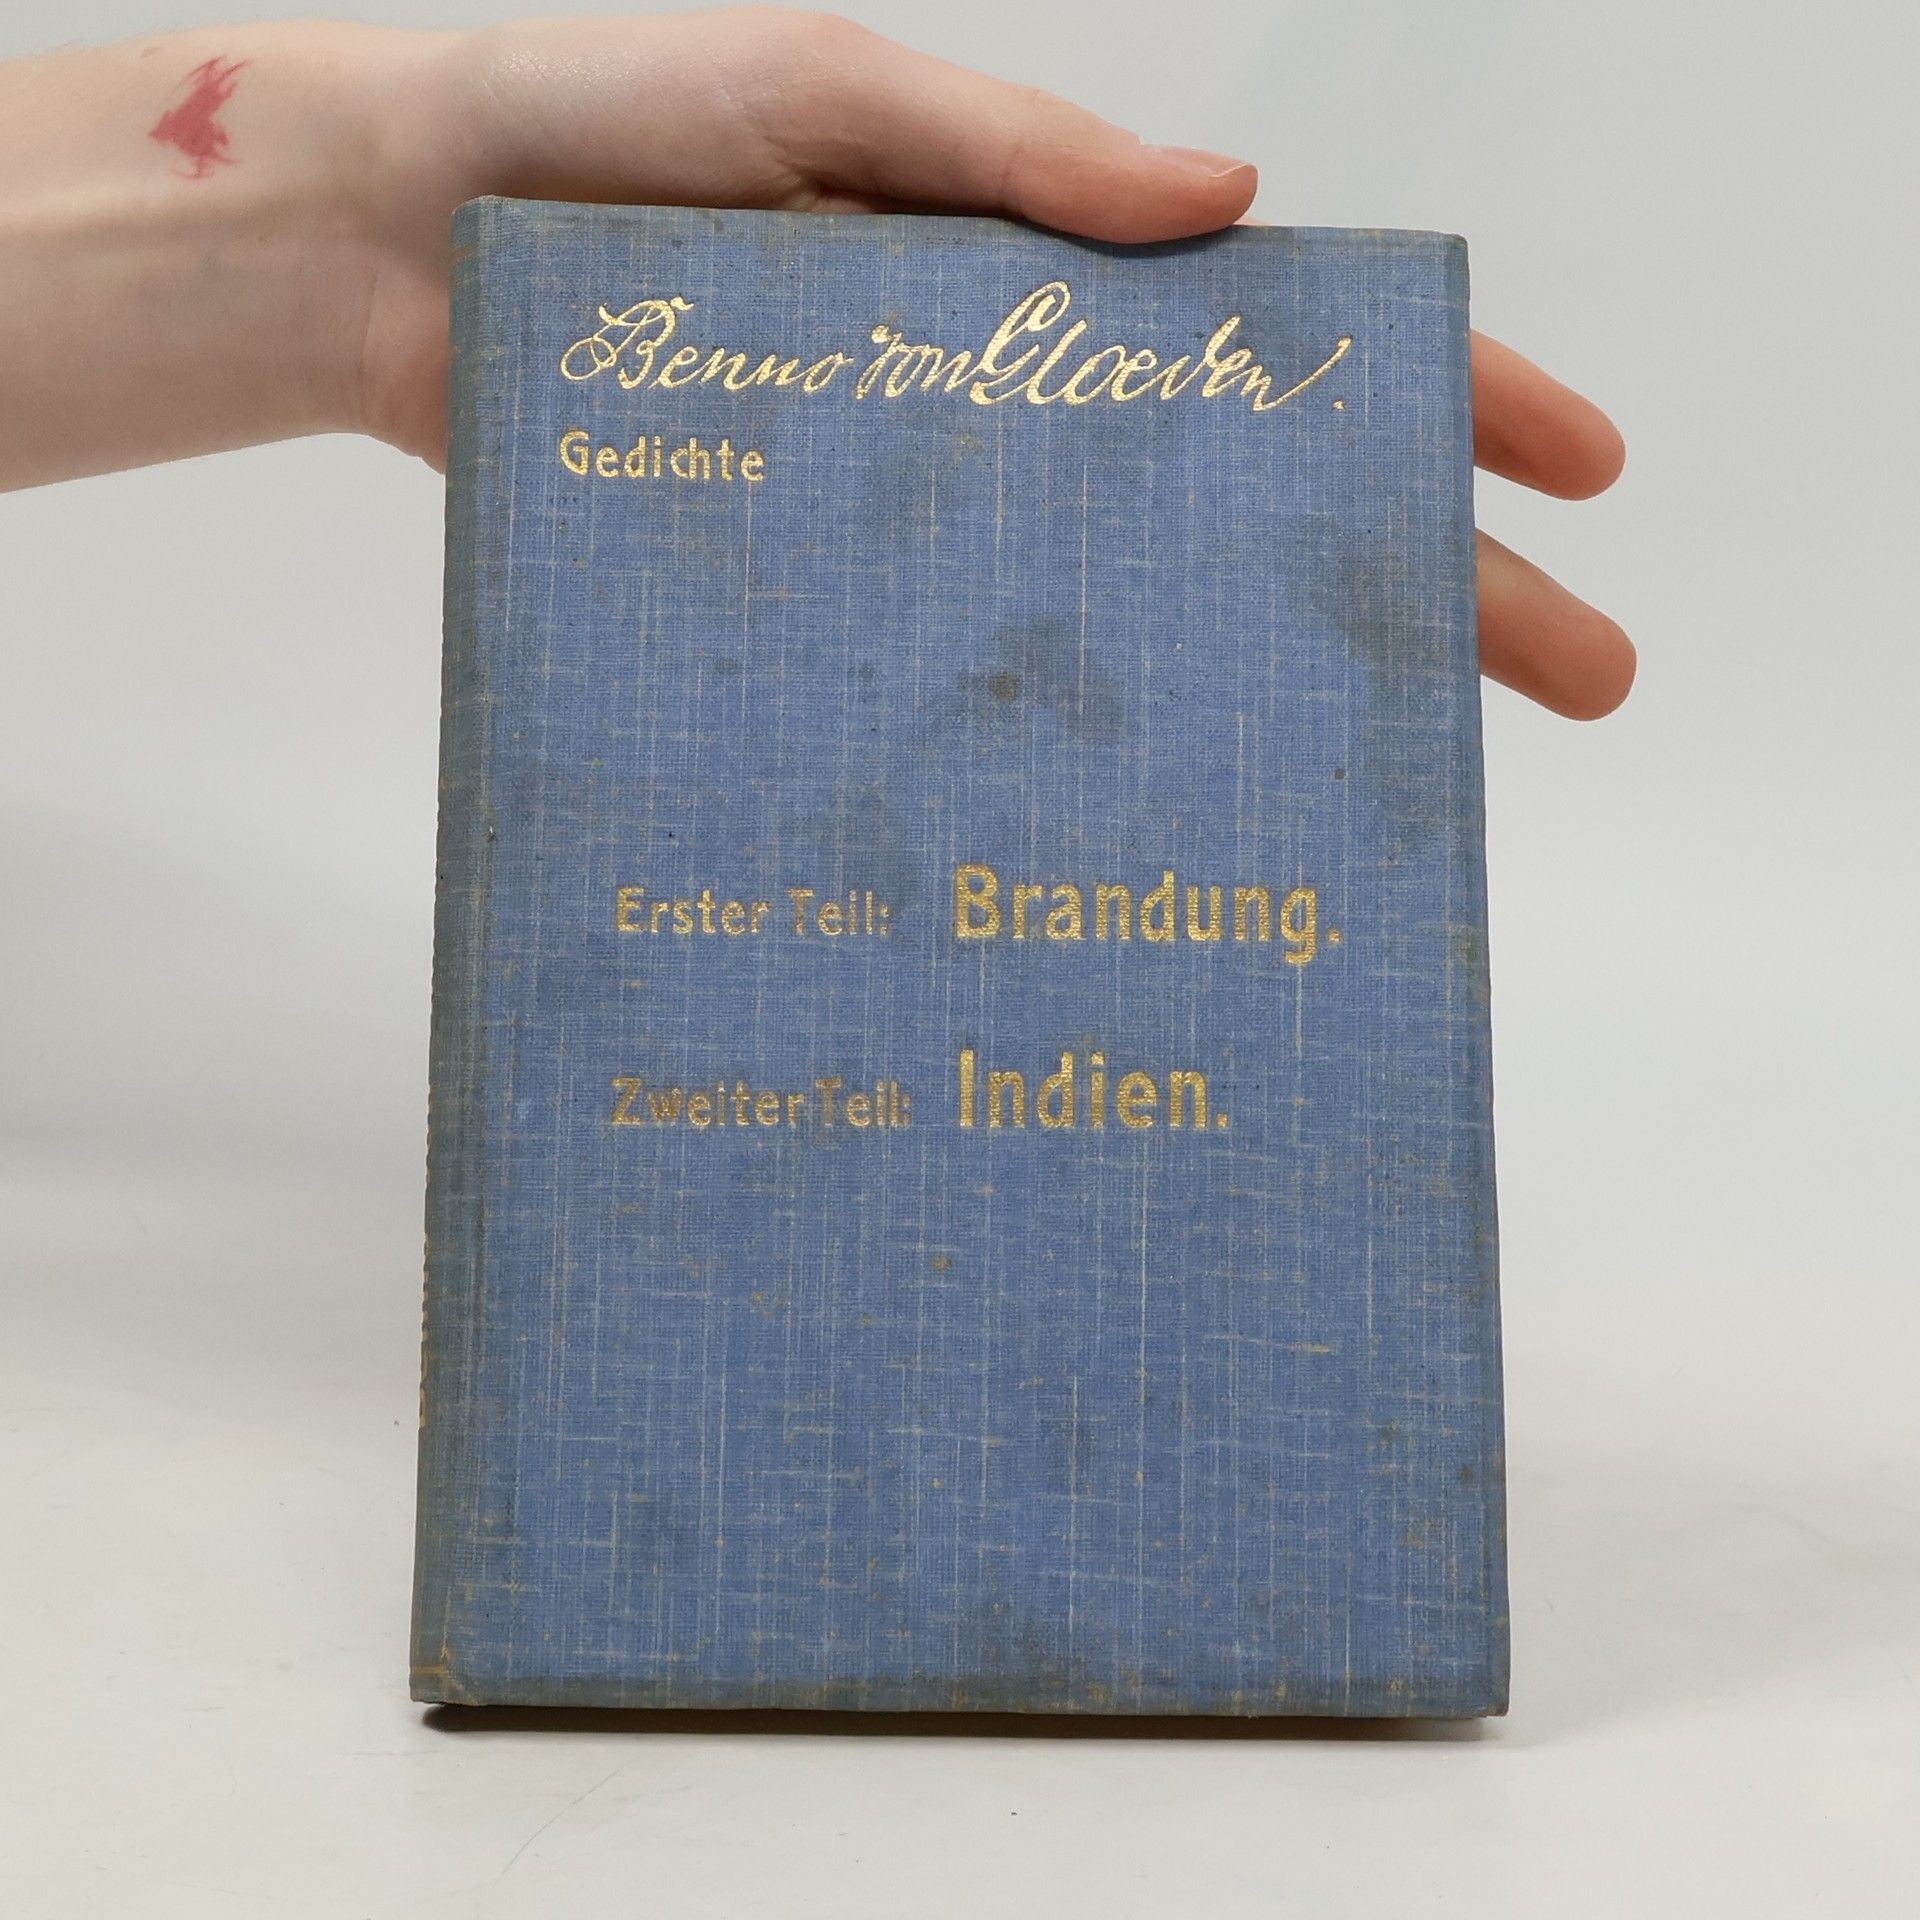 Benno von Gloeden.
Gedichte
Erster Teil: Brandung.
Zweiter Teil: Indien.